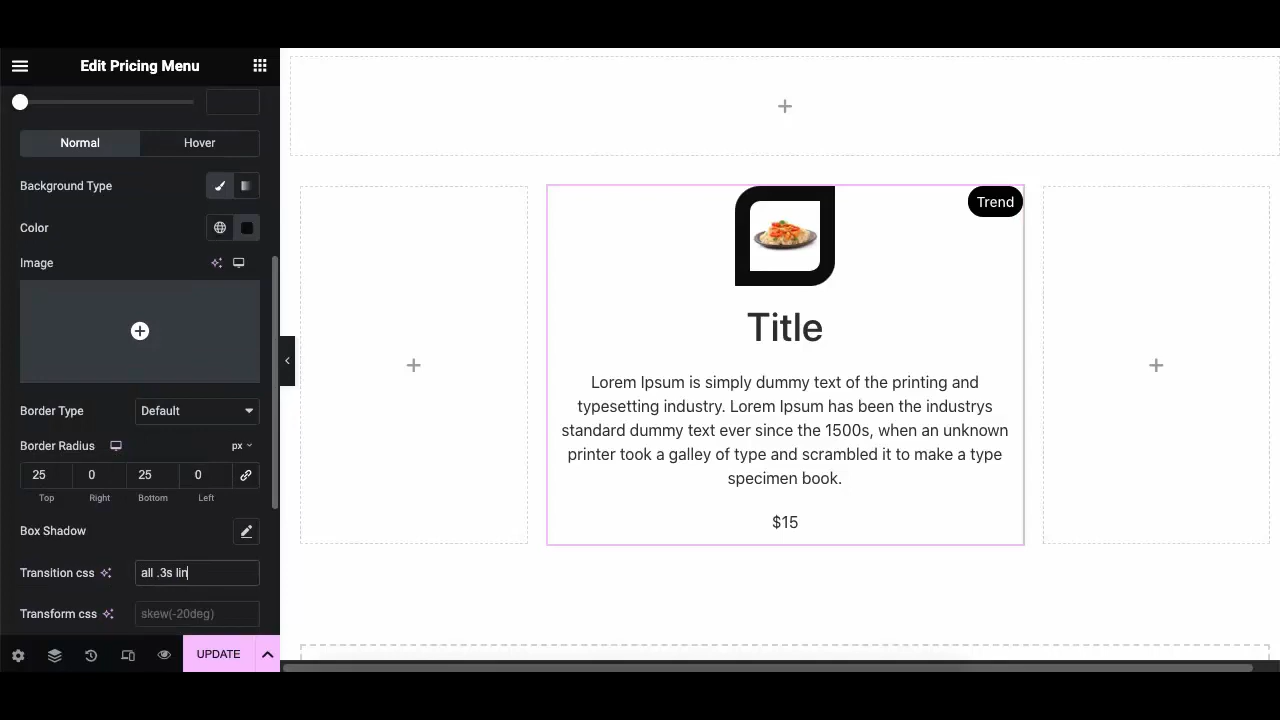 Edit Pricing Menu
Normal
Hover
Background Type
Color
Image
Border Type
Default
Border Radius
px
25
0
25
0
Top
Right
Bottom
Left
Box Shadow
Transition css
all .3s lin
Transform css
skew(-20deg)
UPDATE
Trend
Title
Lorem Ipsum is simply dummy text of the printing and
typesetting industry. Lorem Ipsum has been the industrys
standard dummy text ever since the 1500s, when an unknown
printer took a galley of type and scrambled it to make a type
specimen book.
$15